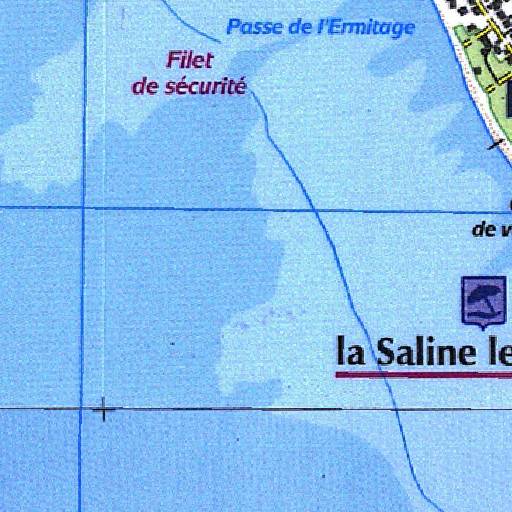 Passe de l'Ermitage
Filet
de sécurité
de
la Saline le